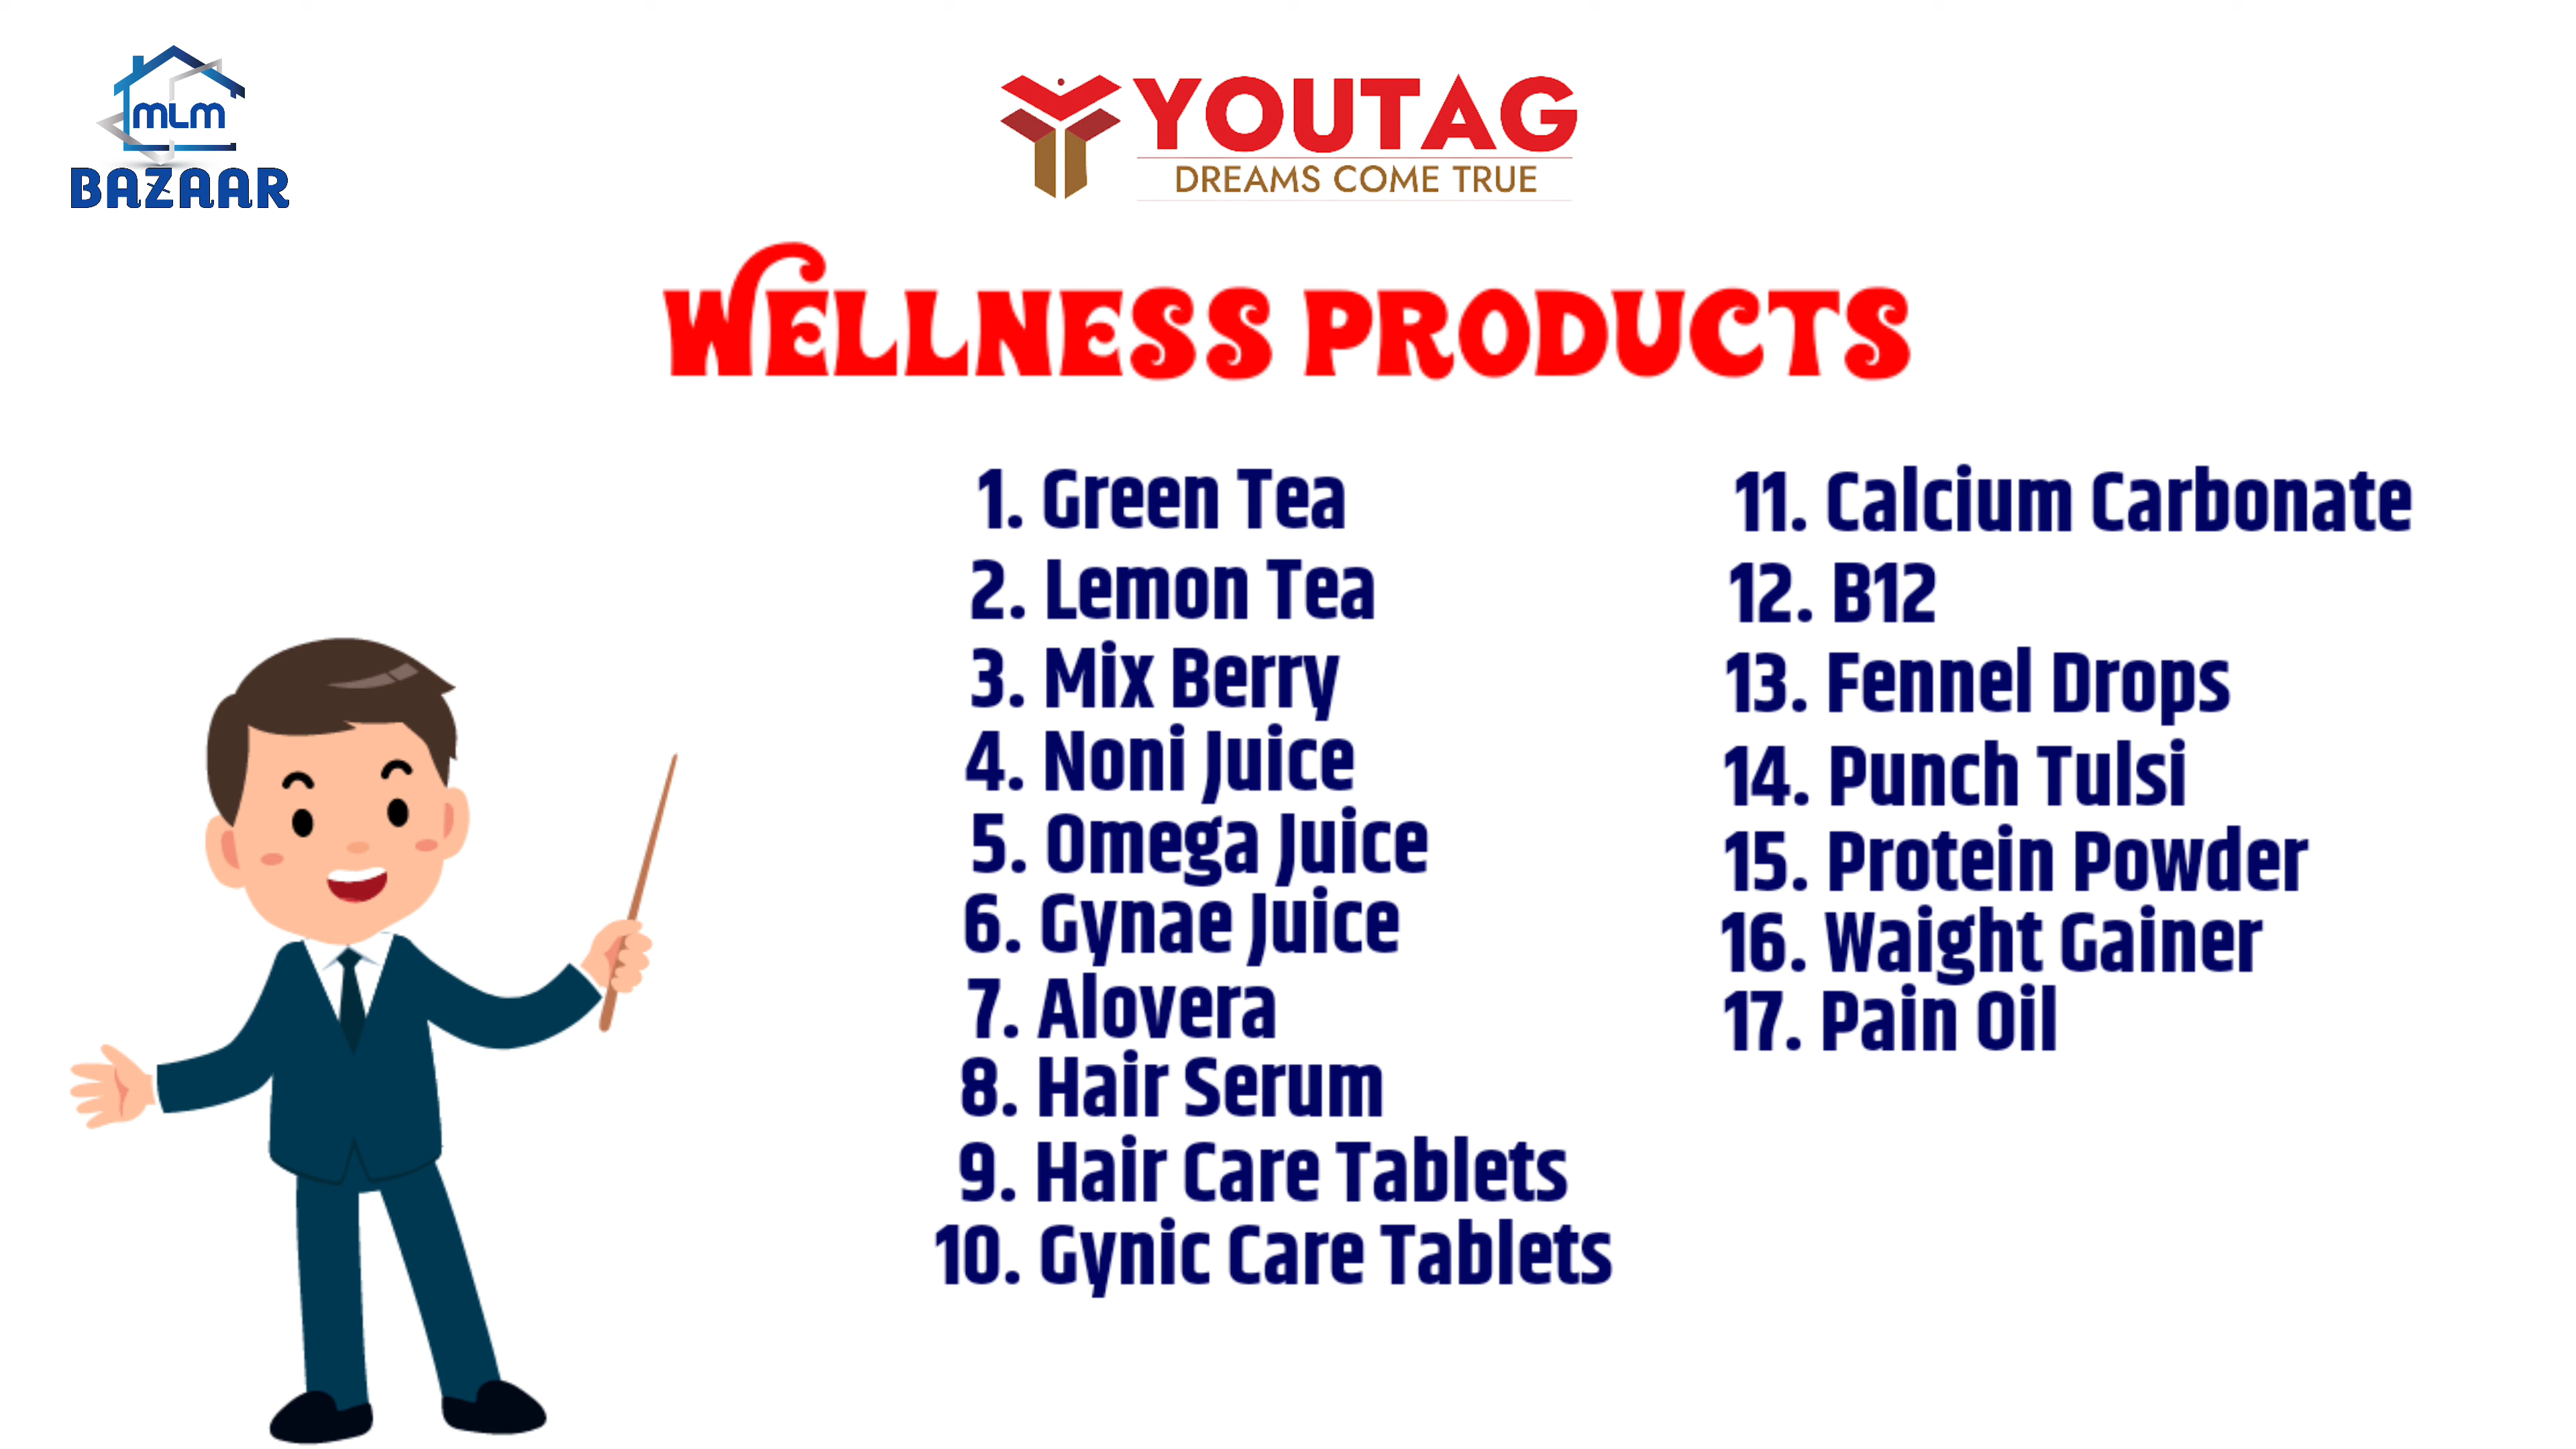 mLm
BAZAAR
YOUTAG
DREAMS COME TRUE
WELLNESS PRODUCTS
1. Green Tea
2. Lemon Tea
3. Mix Berry
4. Noni Juice
5. Omega Juice
6. Gynae Juice
7. Alovera
8. Hair Serum
9. Hair Care Tablets
10. Gynic Care Tablets
11. Calcium Carbonate
12. B12
13. Fennel Drops
14. Punch Tulsi
15. Protein Powder
16. Waight Gainer
17. Pain Oil